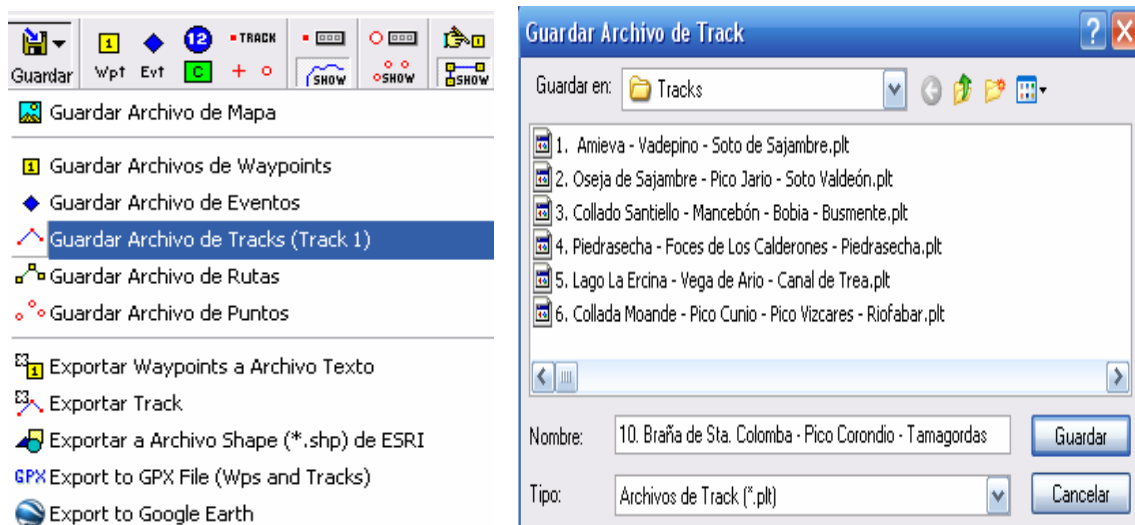 1 12 TRACK
Guardar Wpt Evt C SHOW SHOW SHOW
Guardar Archivo de Mapa
1 Guardar Archivos de Waypoints
Guardar Archivo de Eventos
Guardar Archivo de Tracks (Track 1)
Guardar Archivo de Rutas
Guardar Archivo de Puntos
1 Exportar Waypoints a Archivo Texto
Exportar Track
Exportar a Archivo Shape (*.shp) de ESRI
GPX Export to GPX File (Wps and Tracks)
Export to Google Earth
Guardar Archivo de Track
Guardar en: Tracks
1. Amieva - Vadepino - Soto de Sajambre.plt
2. Oseja de Sajambre - Pico Jario - Soto Valdeón.plt
3. Collado Santiello - Mancebón - Bobia - Busmente.plt
4. Piedrasecha - Foces de Los Calderones - Piedrasecha.plt
5. Lago La Ercina - Vega de Ario - Canal de Trea.plt
6. Collada Moande - Pico Cunio - Pico Vizcares - Riofabar.plt
Nombre: 10. Braña de Sta. Colomba - Pico Corondio - Tamagordas Guardar
Tipo: Archivos de Track (*.plt) Cancelar